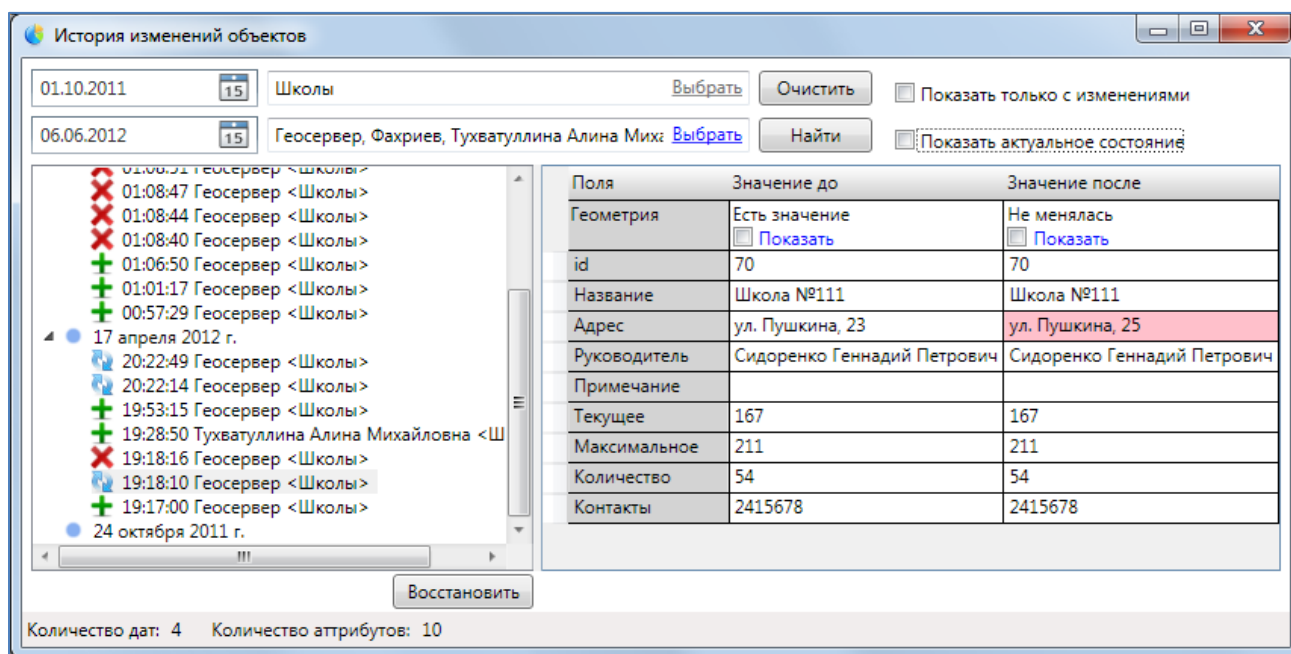 История изменений объектов
01.10.2011 15 Школы Выбрать Очистить Показать только с изменениями
06.06.2012 15 Геосервер, Фахриев, Тухватуллина Алина Миха Выбрать Найти Показать актуальное состояние
01:08:51 Геосервер <Школы>
01:08:47 Геосервер <Школы>
01:08:44 Геосервер <Школы>
01:08:40 Геосервер <Школы>
01:06:50 Геосервер <Школы>
01:01:17 Геосервер <Школы>
00:57:29 Геосервер <Школы>
17 апреля 2012 г.
20:22:49 Геосервер <Школы>
20:22:14 Геосервер <Школы>
19:53:15 Геосервер <Школы>
19:28:50 Тухватуллина Алина Михайловна <Ш
19:18:16 Геосервер <Школы>
19:18:10 Геосервер <Школы>
19:17:00 Геосервер <Школы>
24 октября 2011 г.
Восстановить
Поля Значение до Значение после
Геометрия Есть значение Не менялась
Показать Показать
id 70 70
Название Школа №111 Школа №111
Адрес ул. Пушкина, 23 ул. Пушкина, 25
Руководитель Сидоренко Геннадий Петрович Сидоренко Геннадий Петрович
Примечание
Текущее 167 167
Максимальное 211 211
Количество 54 54
Контакты 2415678 2415678
Количество дат: 4 Количество аттрибутов: 10